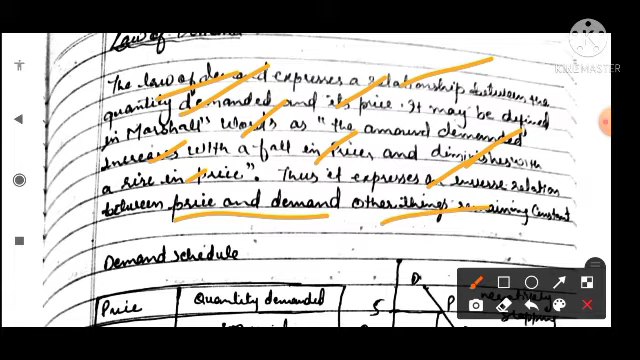 Law of Demand
The law of demand expresses a relationship between the
quantity demanded and its price. It may be defined
in Marshall" words as "the amount demanded
increases with a fall in Price, and diminishes with
a rise in price". Thus it expresses an inverse relation
between price and demand other things remaining Constant
Demand schedule
Price Quantity demanded
D
S P negatively
KINEMASTER